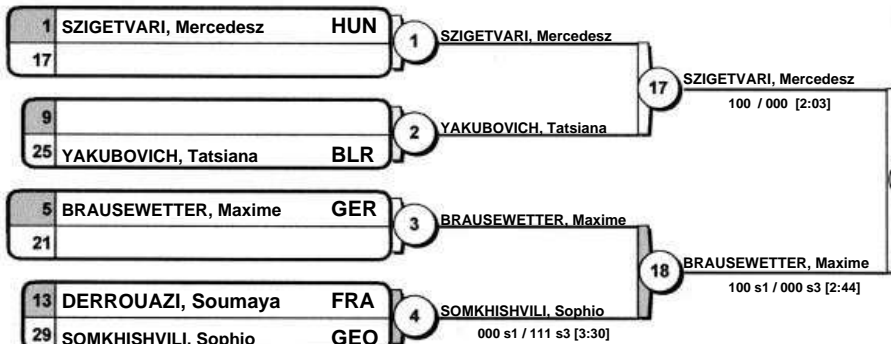 1 SZIGETVARI, Mercedesz HUN
17
1
SZIGETVARI, Mercedesz
9
25 YAKUBOVICH, Tatsiana BLR
2
YAKUBOVICH, Tatsiana
17
SZIGETVARI, Mercedesz
100 / 000 [2:03]
5 BRAUSEWETTER, Maxime GER
21
3
BRAUSEWETTER, Maxime
13 DERROUAZI, Soumaya FRA
29 SOMKHISHVILI, Sophio GEO
4
SOMKHISHVILI, Sophio
000 s1 / 111 s3 [3:30]
18
BRAUSEWETTER, Maxime
100 s1 / 000 s3 [2:44]